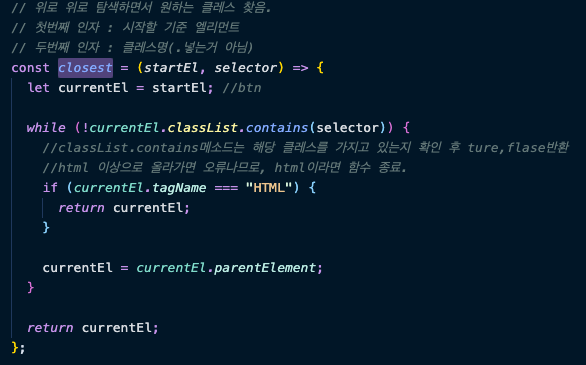 // 위로 위로 탐색하면서 원하는 클레스 찾음.
// 첫번째 인자 : 시작할 기준 엘리먼트
// 두번째 인자 : 클레스명(.넣는거 아님)
const closest = (startEl, selector) => {
let currentEl = startEl; //btn
while (!currentEl.classList.contains(selector)) {
//classList.contains메소드는 해당 클레스를 가지고 있는지 확인 후 ture,flase반환
//html 이상으로 올라가면 오류나므로, html이라면 함수 종료.
if (currentEl.tagName === "HTML") {
return currentEl;
}
currentEl = currentEl.parentElement;
}
return currentEl;
};